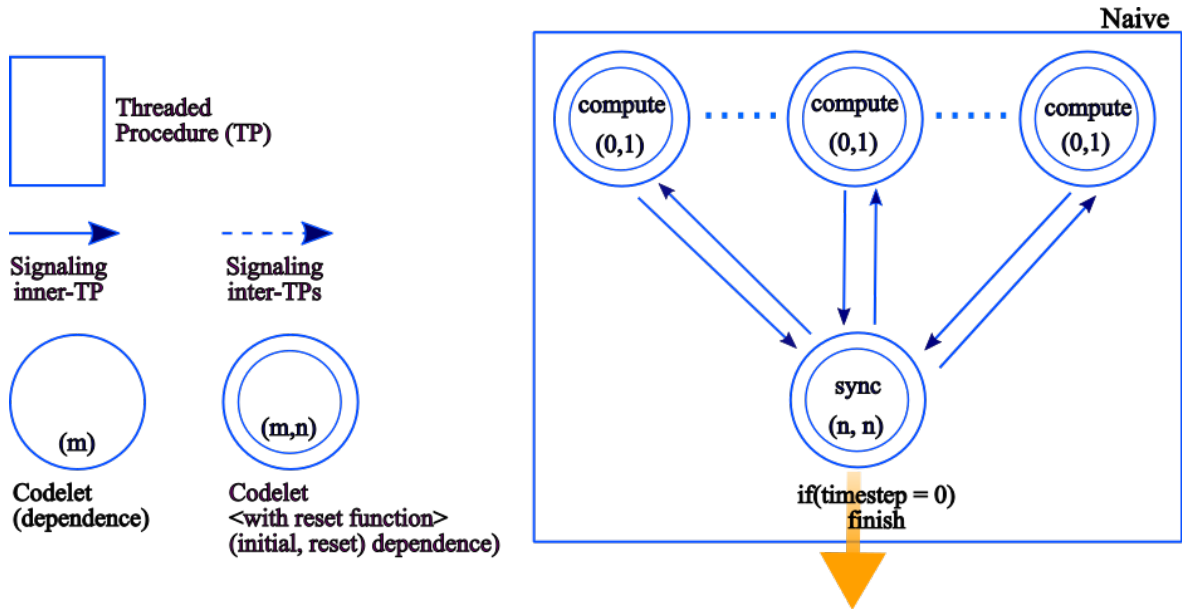 Threaded
Procedure (TP)
Signaling
inner-TP
Signaling
inter-TPs
(m)
(m,n)
Codelet
(dependence)
Codelet
<with reset function>
(initial, reset) dependence)
Naive
compute
(0,1)
compute
(0,1)
compute
(0,1)
sync
(n, n)
if(timestep = 0)
finish